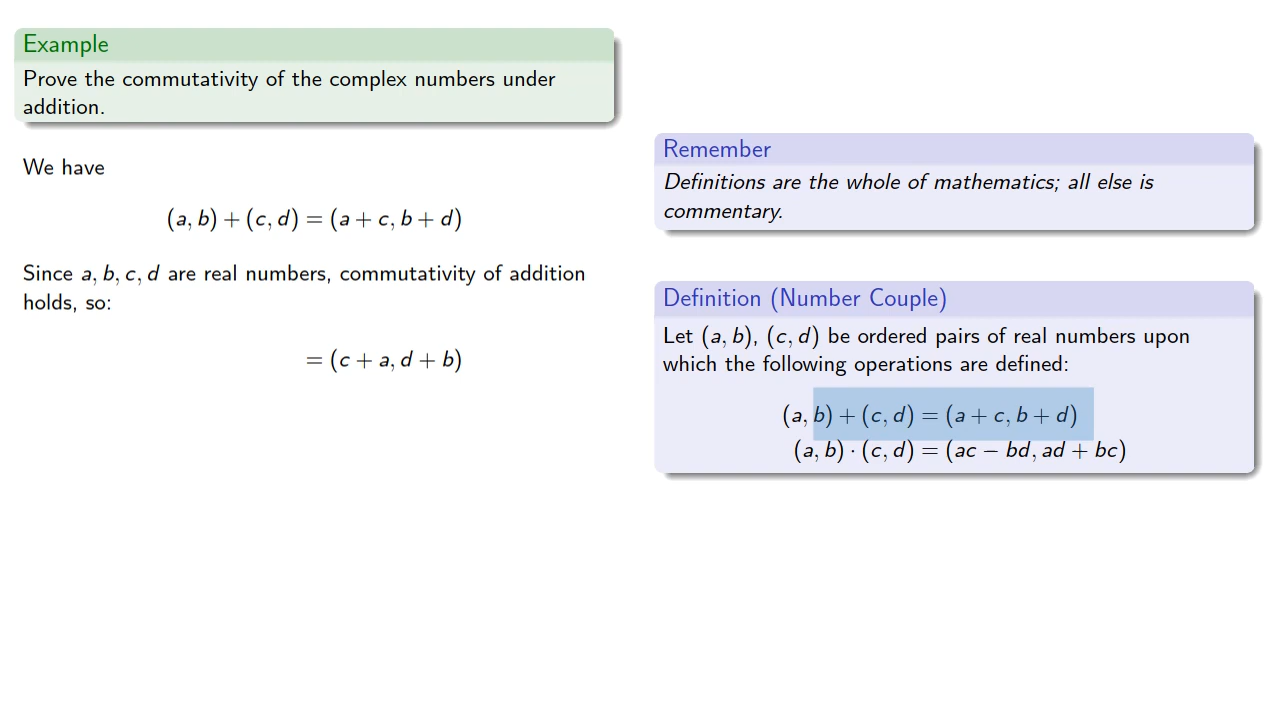 Example
Prove the commutativity of the complex numbers under
addition.
We have
(a, b) + (c, d) = (a + c, b + d)
Since a, b, c, d are real numbers, commutativity of addition
holds, so:
= (c + a, d + b)
Remember
Definitions are the whole of mathematics; all else is
commentary.
Definition (Number Couple)
Let (a, b), (c, d) be ordered pairs of real numbers upon
which the following operations are defined:
(a, b) + (c, d) = (a + c, b + d)
(a, b) · (c, d) = (ac − bd, ad + bc)